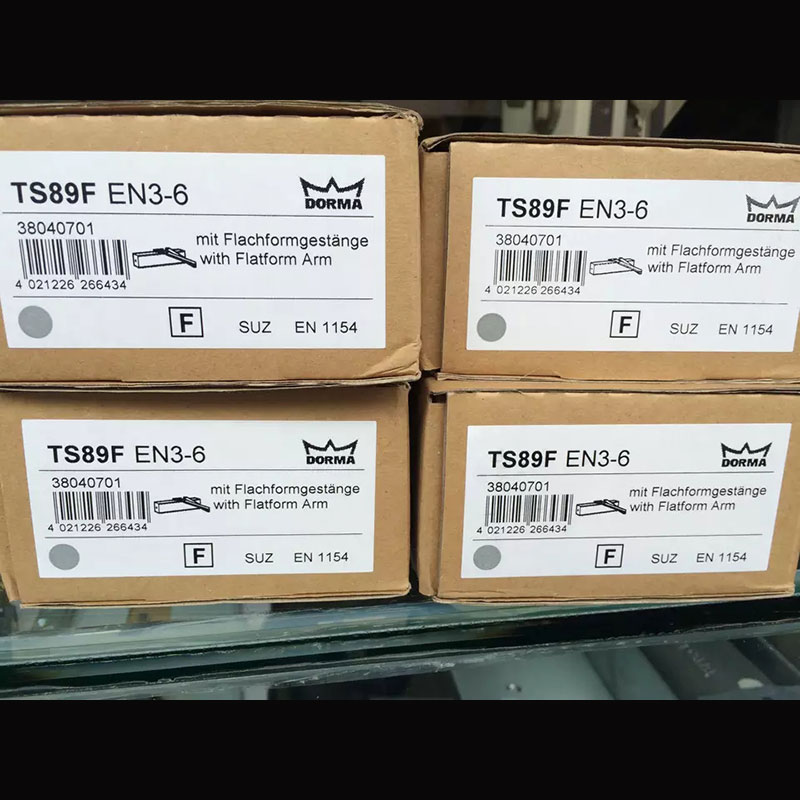 TS89F EN3-6
DORMA
38040701
mit Flachformgestänge
with Flatform Arm
4 021226 266434
F SUZ EN 1154
TS89F EN3-6
DORMA
38040701
mit Flachformgestänge
with Flatform Arm
4 021226 266434
F SUZ EN 1154
TS89F EN3-6
DORMA
38040701
mit Flachformgestänge
with Flatform Arm
4 021226 266434
F SUZ EN 1154
TS89F EN3-6
DORMA
38040701
mit Flachformgestänge
with Flatform Arm
4 021226 266434
F SUZ EN 1154